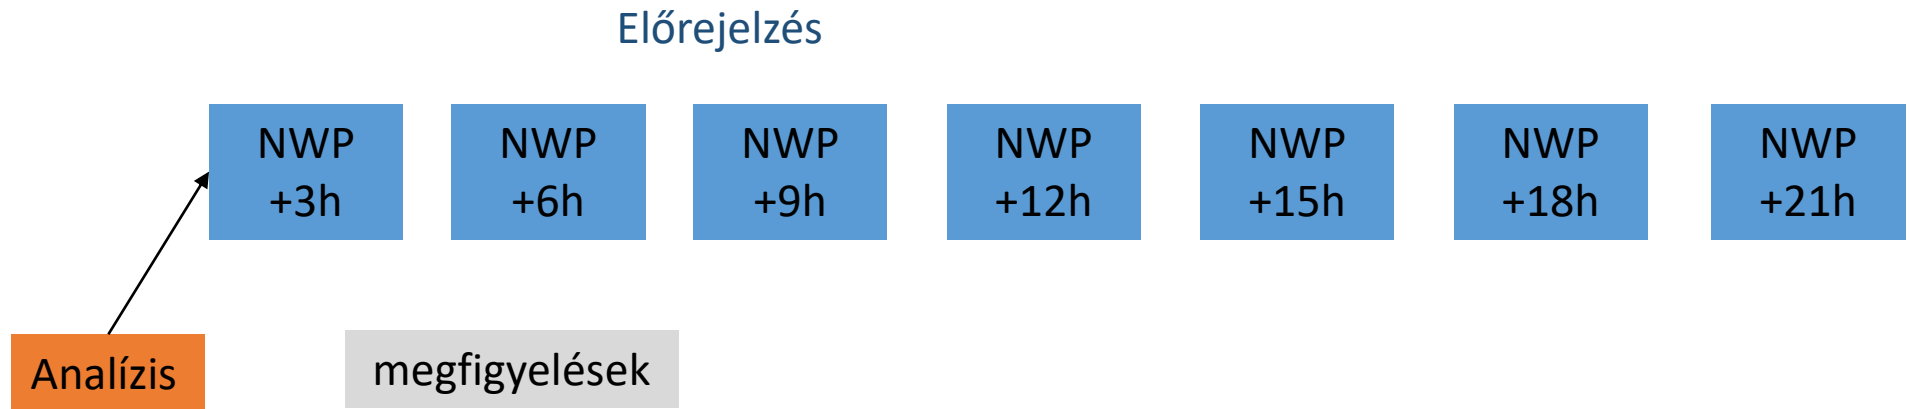 Előrejelzés
NWP
+3h
NWP
+6h
NWP
+9h
NWP
+12h
NWP
+15h
NWP
+18h
NWP
+21h
Analízis
megfigyelések